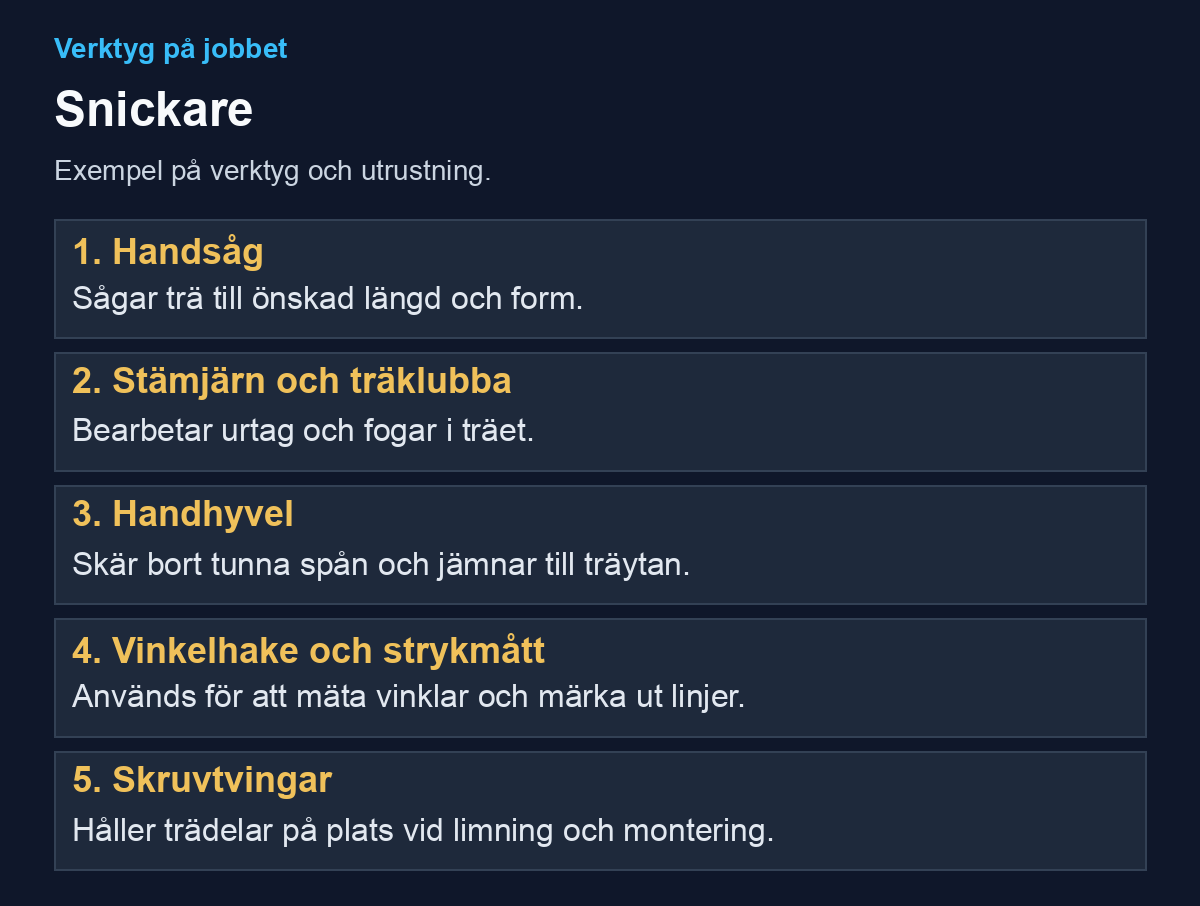 Verktyg på jobbet
Snickare
Exempel på verktyg och utrustning.
1. Handsåg
Sågar trä till önskad längd och form.
2. Stämjärn och träklubba
Bearbetar urtag och fogar i träet.
3. Handhyvel
Skär bort tunna spån och jämnar till träytan.
4. Vinkelhake och strykmått
Används för att mäta vinklar och märka ut linjer.
5. Skruvtvingar
Håller trädelar på plats vid limning och montering.